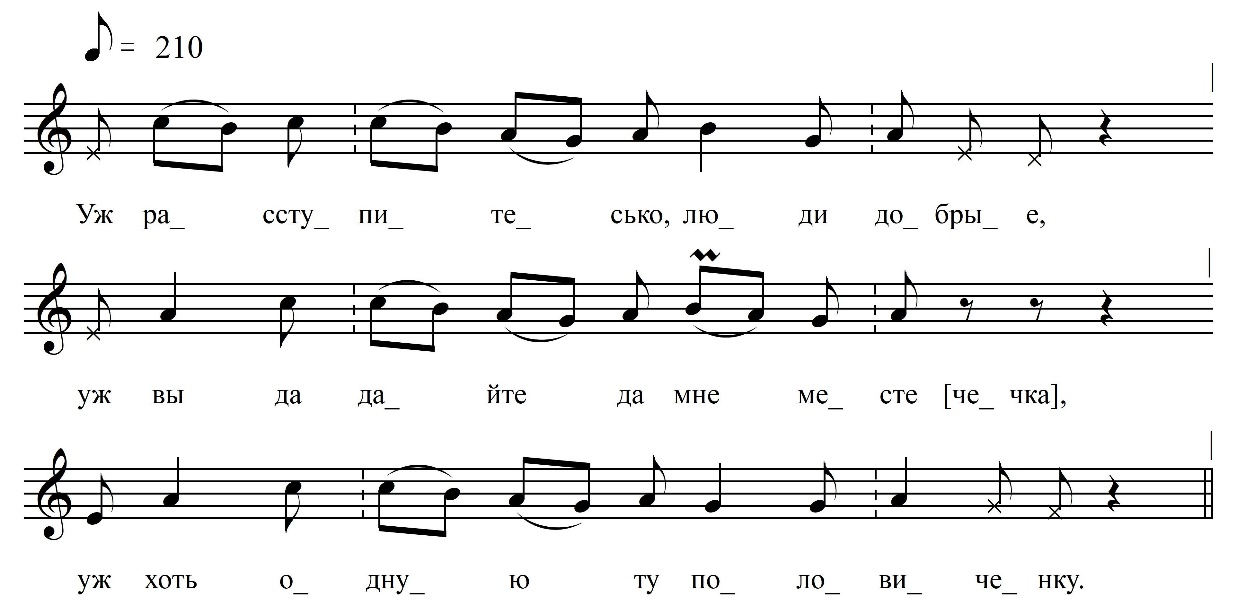 = 210
Уж ра_ ссту_ пи_ те_ сько, лю_ ди до_ бры_ е,
уж вы да да_ йте да мне ме_ сте [че_ чка],
уж хоть о_ дну_ ю ту по_ ло_ ви_ че_ нку.